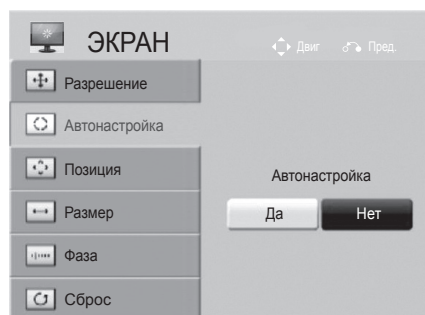 ЭКРАН
Двиг Пред.
Разрешение
Автонастройка
Позиция
Размер
Фаза
Сброс
Автонастройка
Да Нет